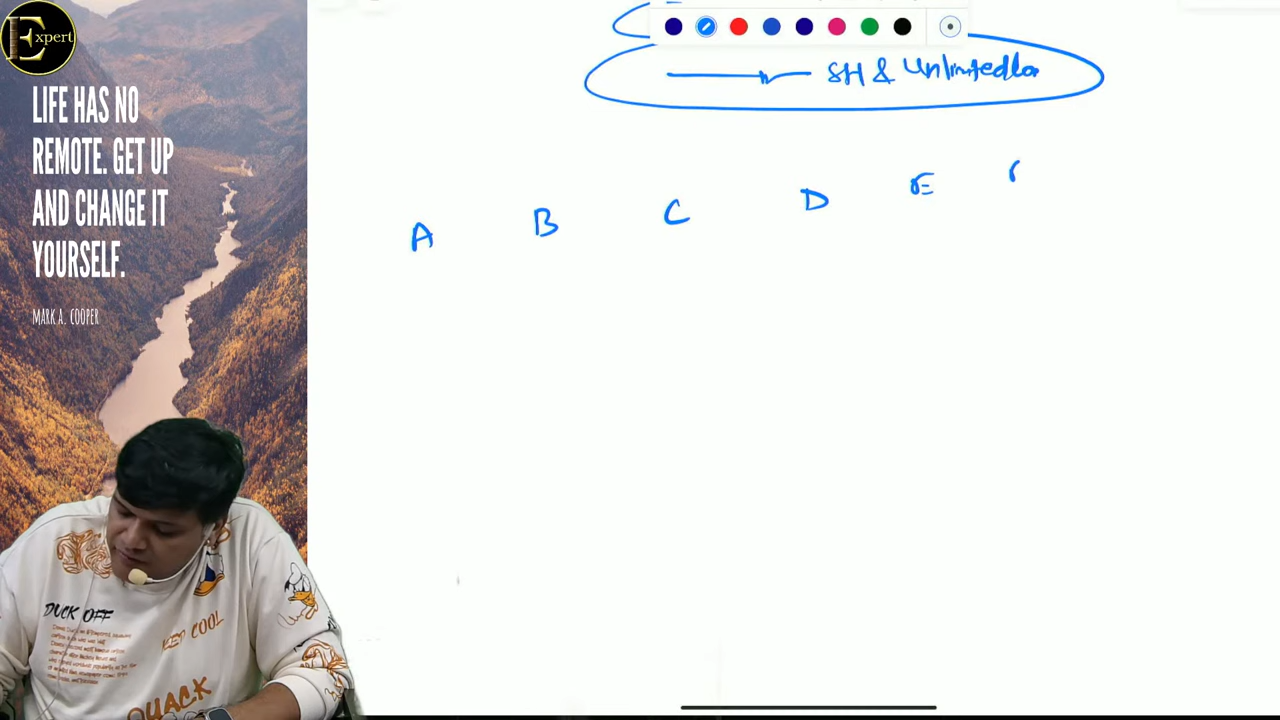 Expert
LIFE HAS NO
REMOTE. GET UP
AND CHANGE IT
YOURSELF.
MARK A. COOPER
SH & Unlimited
A B C D E
DUCK OFF
KEEP COOL
QUACK